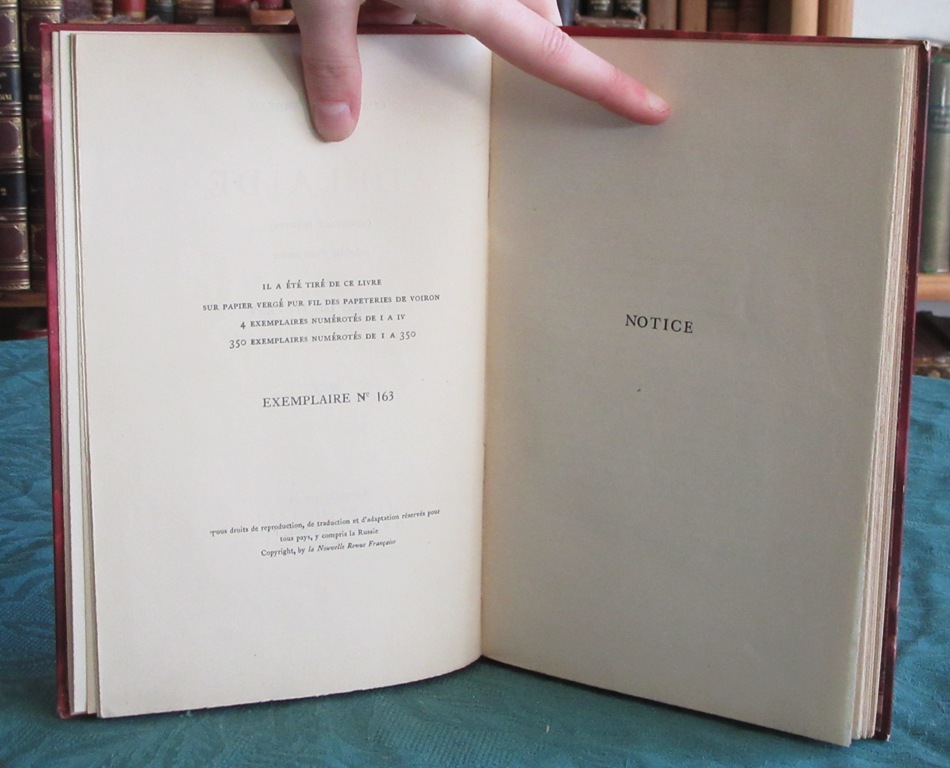 IL A ÉTÉ TIRÉ DE CE LIVRE
SUR PAPIER VERGÉ PUR FIL DES PAPETERIES DE VOIRON
4 EXEMPLAIRES NUMÉROTÉS DE I A IV
350 EXEMPLAIRES NUMÉROTÉS DE 1 A 350
EXEMPLAIRE Nº 163
Tous droits de reproduction, de traduction et d'adaptation réservés pour
tous pays, y compris la Russie
Copyright, by la Nouvelle Revue Française
NOTICE